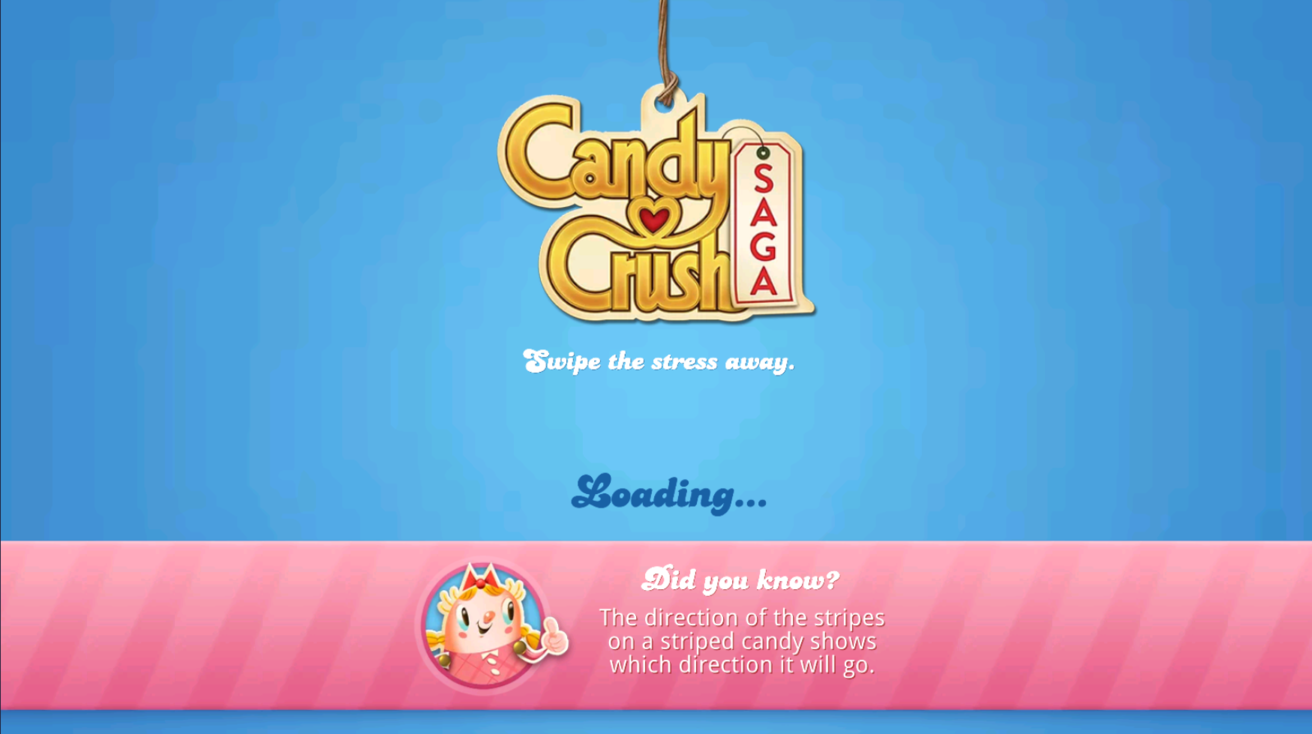 Candy
Crush
SAGA
Swipe the stress away.
Loading...
Did you know?
The direction of the stripes
on a striped candy shows
which direction it will go.